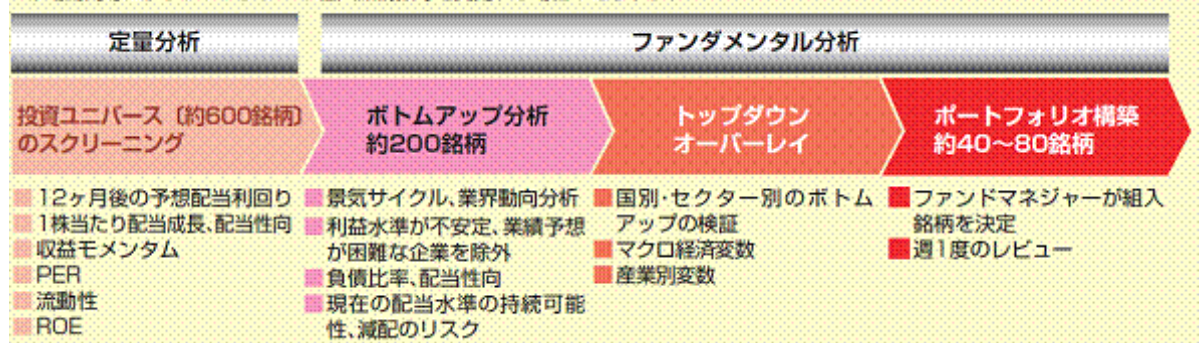 定量分析
ファンダメンタル分析
投資ユニバース〔約600銘柄〕
のスクリーニング
ボトムアップ分析
約200銘柄
トップダウン
オーバーレイ
ポートフォリオ構築
約40～80銘柄
12ヶ月後の予想配当利回り
1株当たり配当成長、配当性向
収益モメンタム
PER
流動性
ROE
景気サイクル、業界動向分析
利益水準が不安定、業績予想
が困難な企業を除外
負債比率、配当性向
現在の配当水準の持続可能
性、減配のリスク
国別・セクター別のボトム
アップの検証
マクロ経済変数
産業別変数
ファンドマネジャーが組入
銘柄を決定
週1度のレビュー